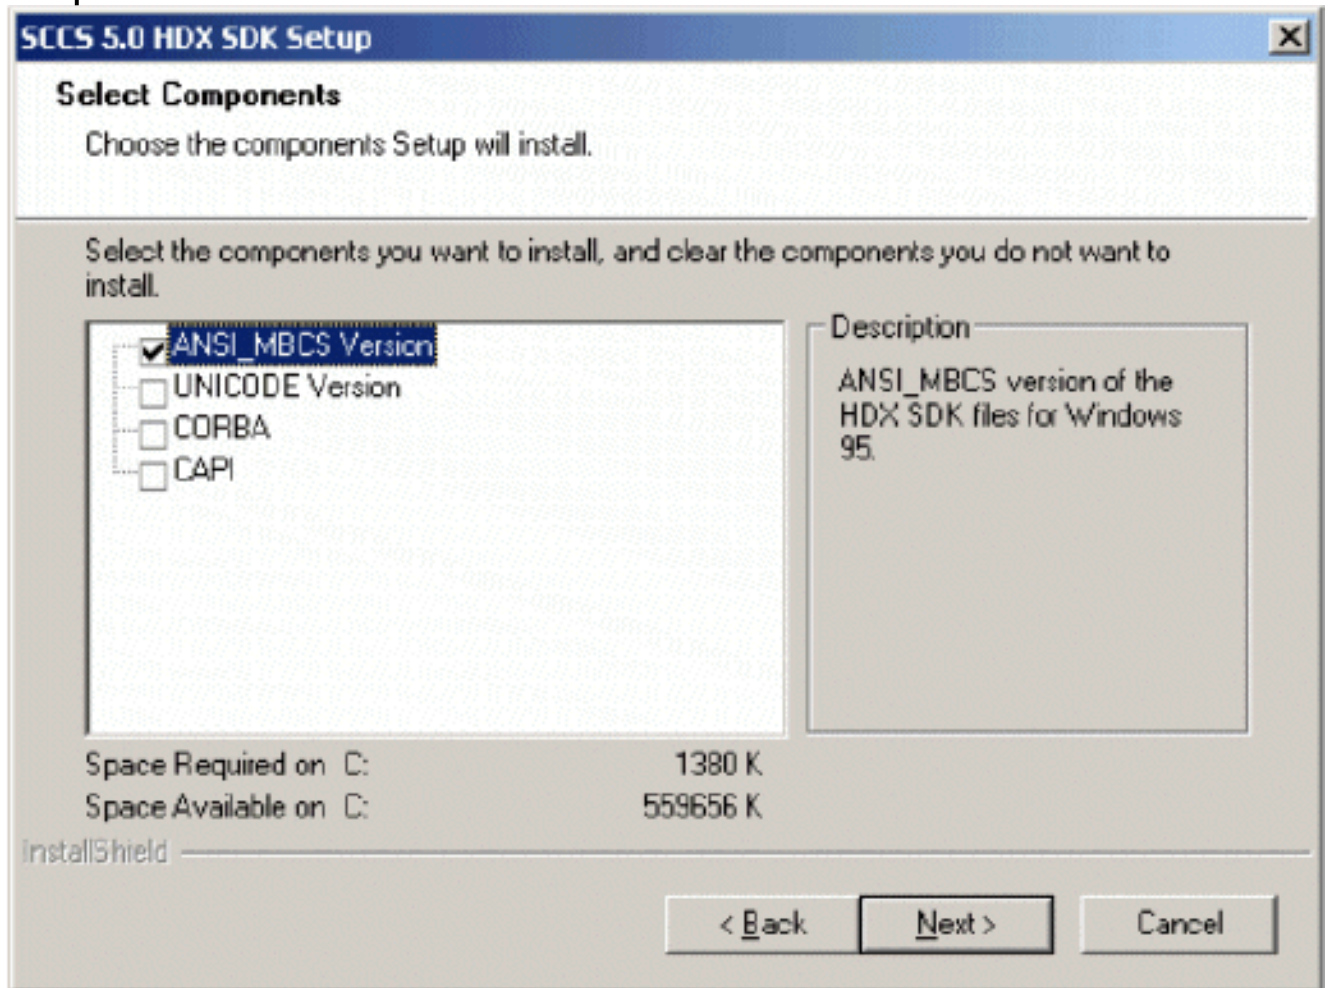 SCCS 5.0 HDX SDK Setup
Select Components
Choose the components Setup will install.
Select the components you want to install, and clear the components you do not want to
install.
ANSI_MBCS Version
UNICODE Version
CORBA
CAPI
Description
ANSI_MBCS version of the
HDX SDK files for Windows
95.
Space Required on C: 1380 K
Space Available on C: 559656 K
InstallShield
< Back Next > Cancel